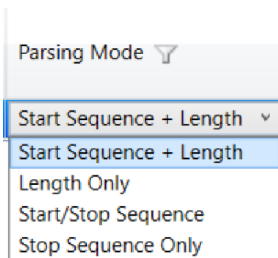 Parsing Mode
Start Sequence + Length
Start Sequence + Length
Length Only
Start/Stop Sequence
Stop Sequence Only